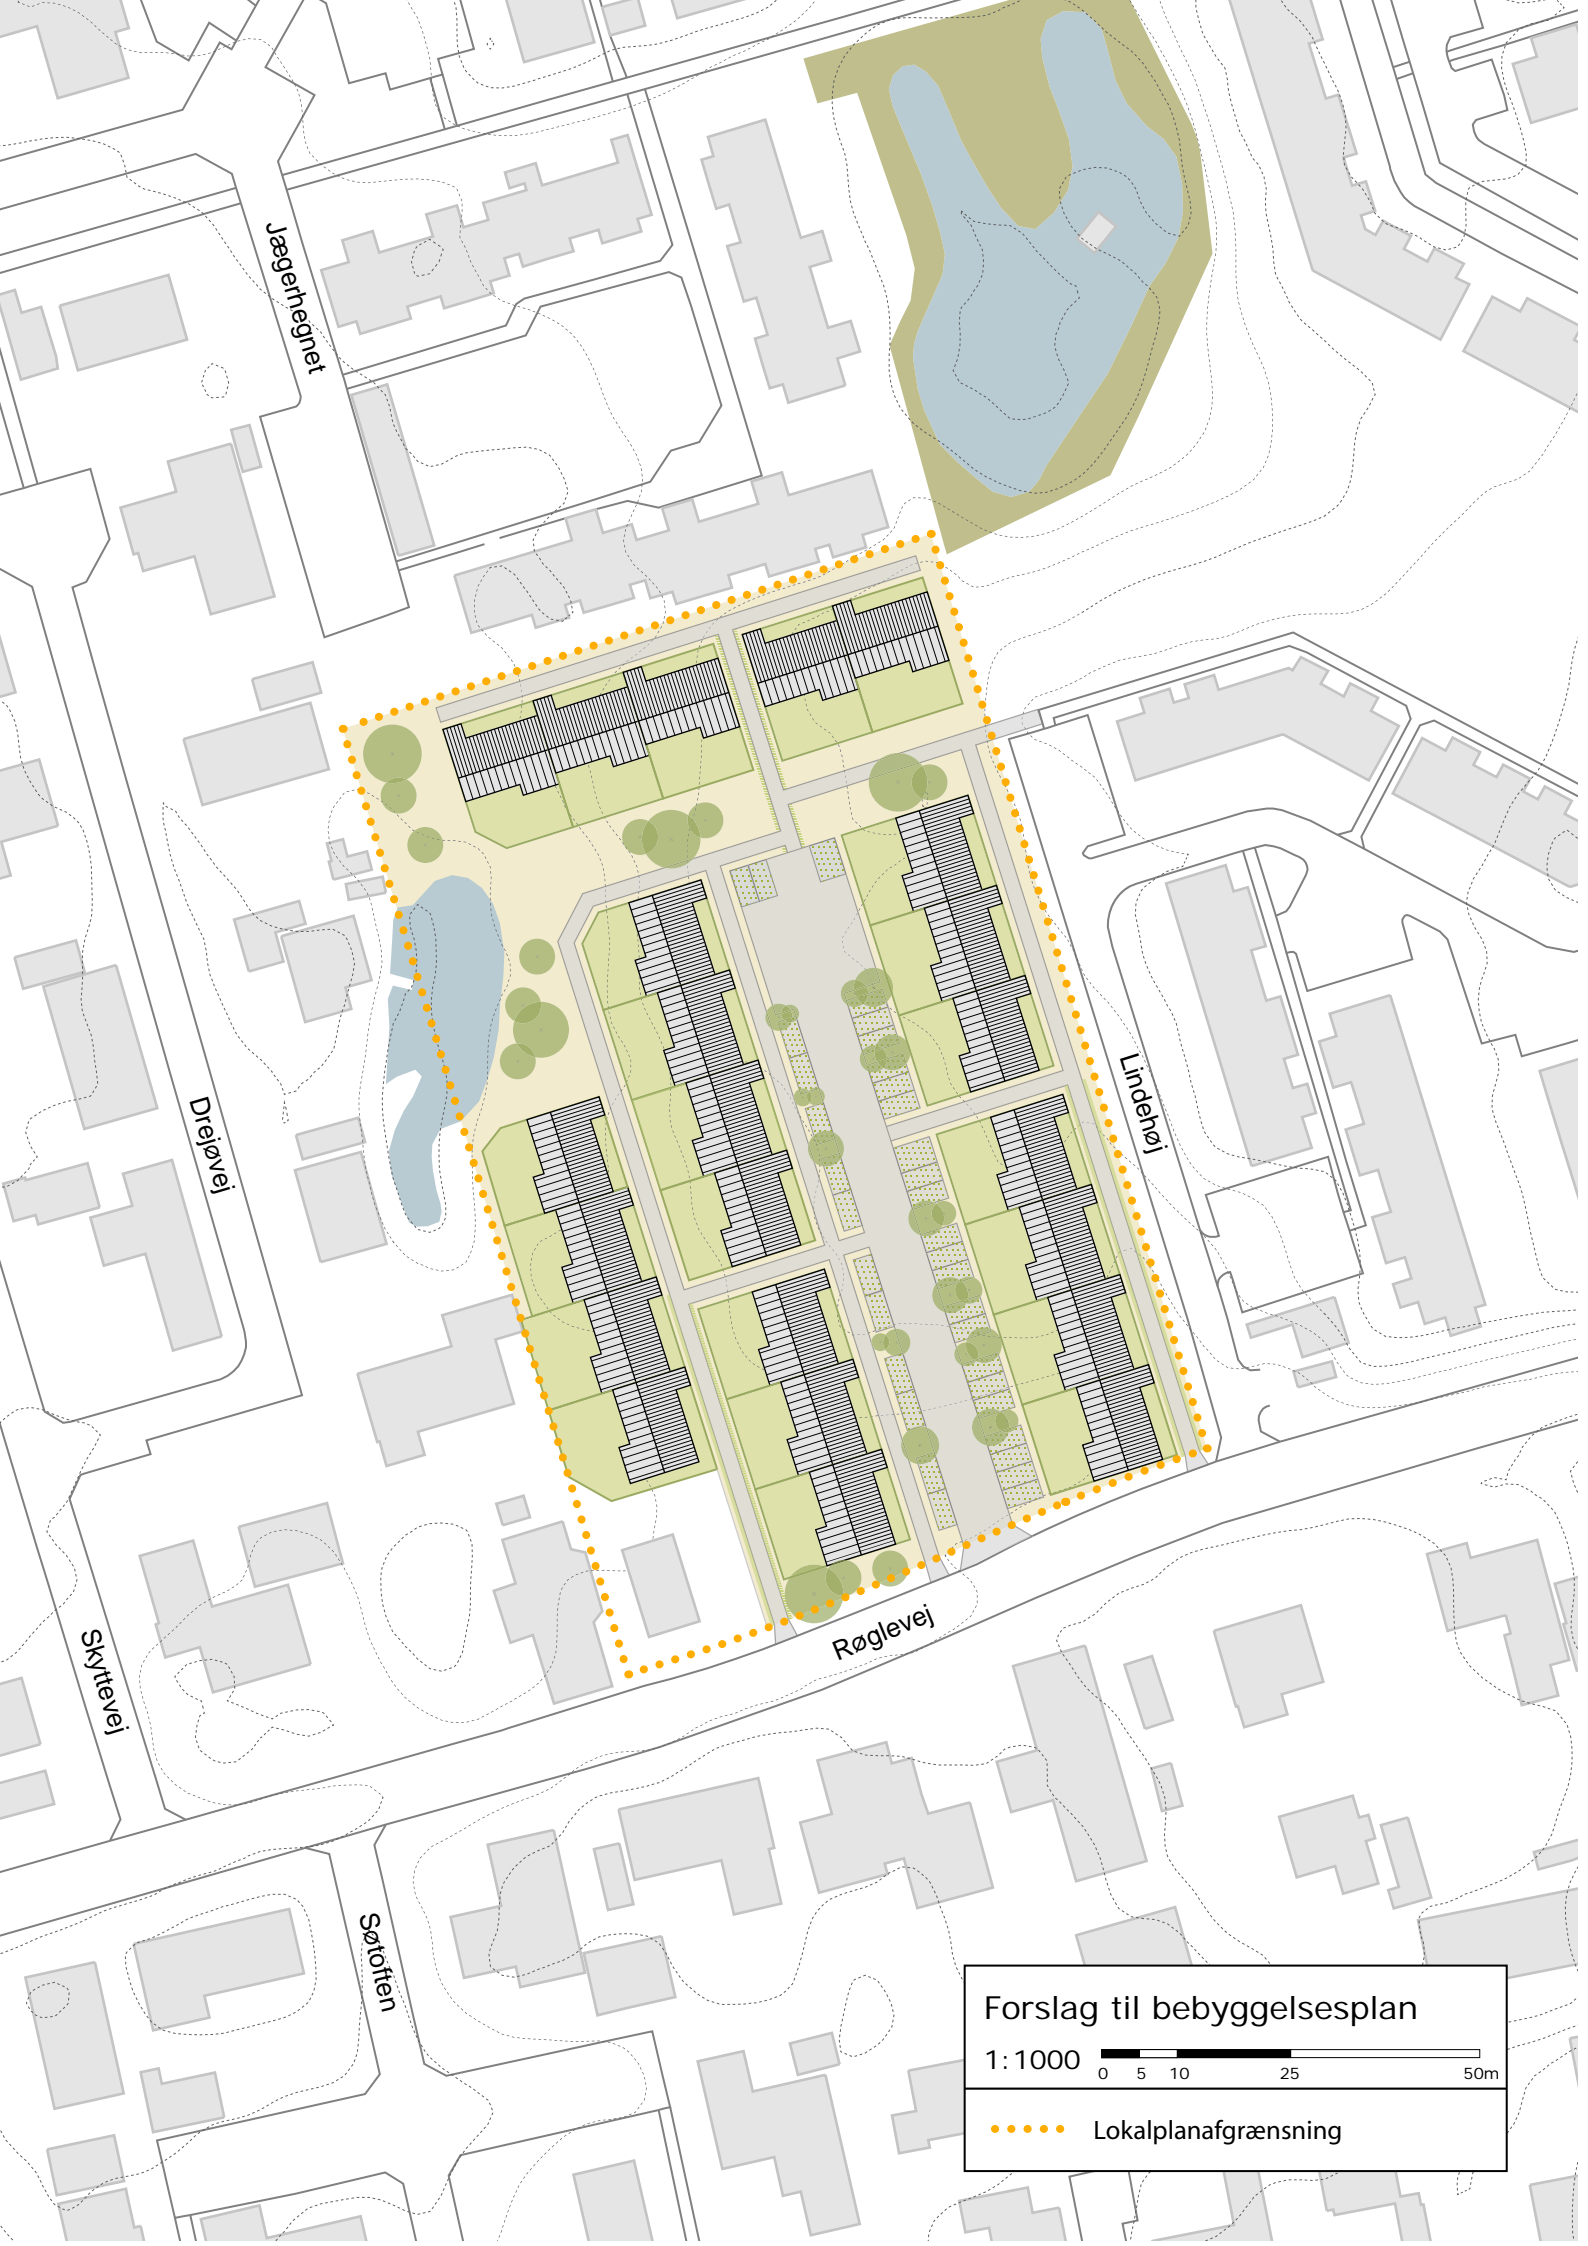 Jægerhegnet
Drejøvej
Lindehøj
Røglevej
Skyttevej
Søtoften
Forslag til bebyggelsesplan
1:1000
0 5 10 25 50m
Lokalplanafgrænsning